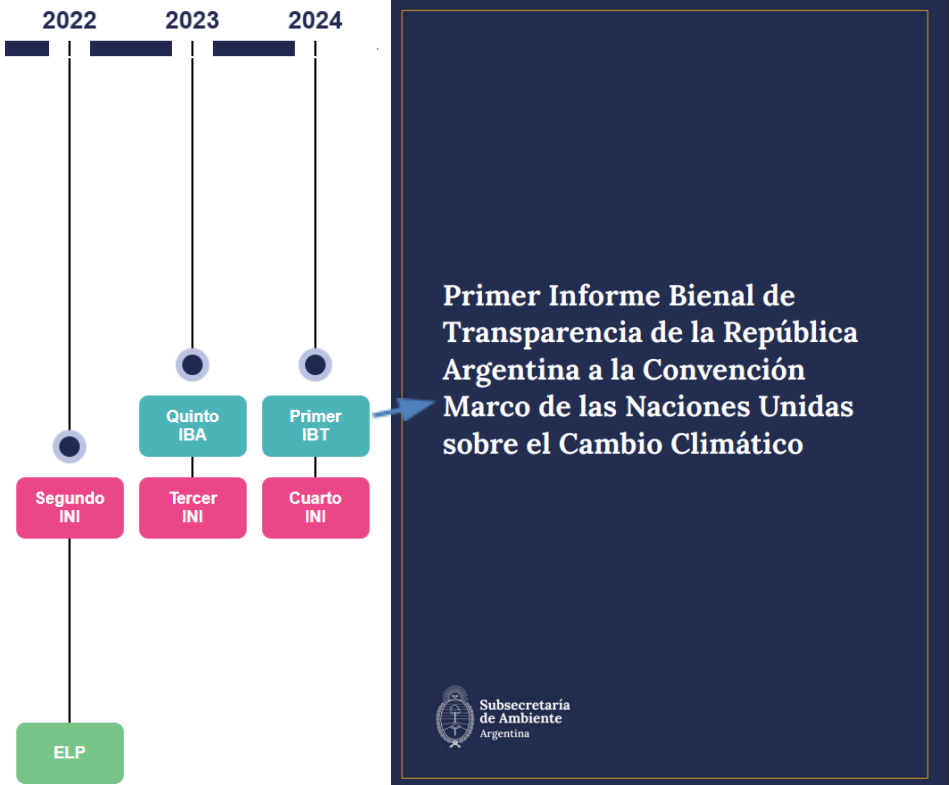 2022
2023
2024
Quinto
IBA
Primer
IBT
Segundo
INI
Tercer
INI
Cuarto
INI
ELP
Primer Informe Bienal de
Transparencia de la República
Argentina a la Convención
Marco de las Naciones Unidas
sobre el Cambio Climático
Subsecretaría
de Ambiente
Argentina